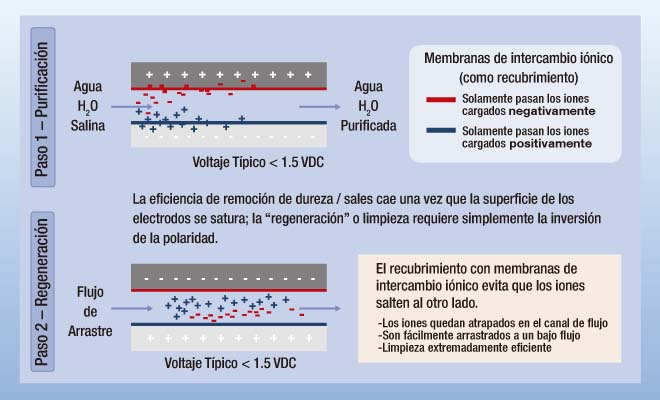 Paso 1 – Purificación
Agua
H2O
Salina
+ + + + + + + + + +
- - - - - - - - - -
Agua
H2O
Purificada
Voltaje Típico < 1.5 VDC
Membranas de intercambio iónico
(como recubrimiento)
Solamente pasan los iones
cargados negativamente
Solamente pasan los iones
cargados positivamente
La eficiencia de remoción de dureza / sales cae una vez que la superficie de los
electrodos se satura; la “regeneración” o limpieza requiere simplemente la inversión
de la polaridad.
Paso 2 – Regeneración
Flujo
de
Arrastre
- - - - - - - - - -
+ + + + + + + + + +
Voltaje Típico < 1.5 VDC
El recubrimiento con membranas de
intercambio iónico evita que los iones
salten al otro lado.
-Los iones quedan atrapados en el canal de flujo
-Son fácilmente arrastrados a un bajo flujo
-Limpieza extremadamente eficiente